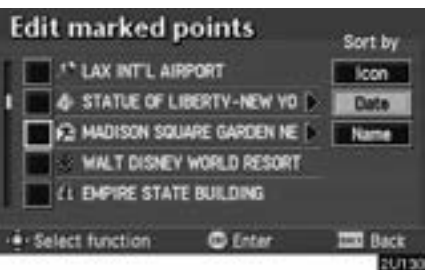 Edit marked points
Sort by
LAX INT'L AIRPORT
Icon
STATUE OF LIBERTY-NEW YO
Date
MADISON SQUARE GARDEN NE
Name
WALT DISNEY WORLD RESORT
EMPIRE STATE BUILDING
Select function
Enter
Back
2U130